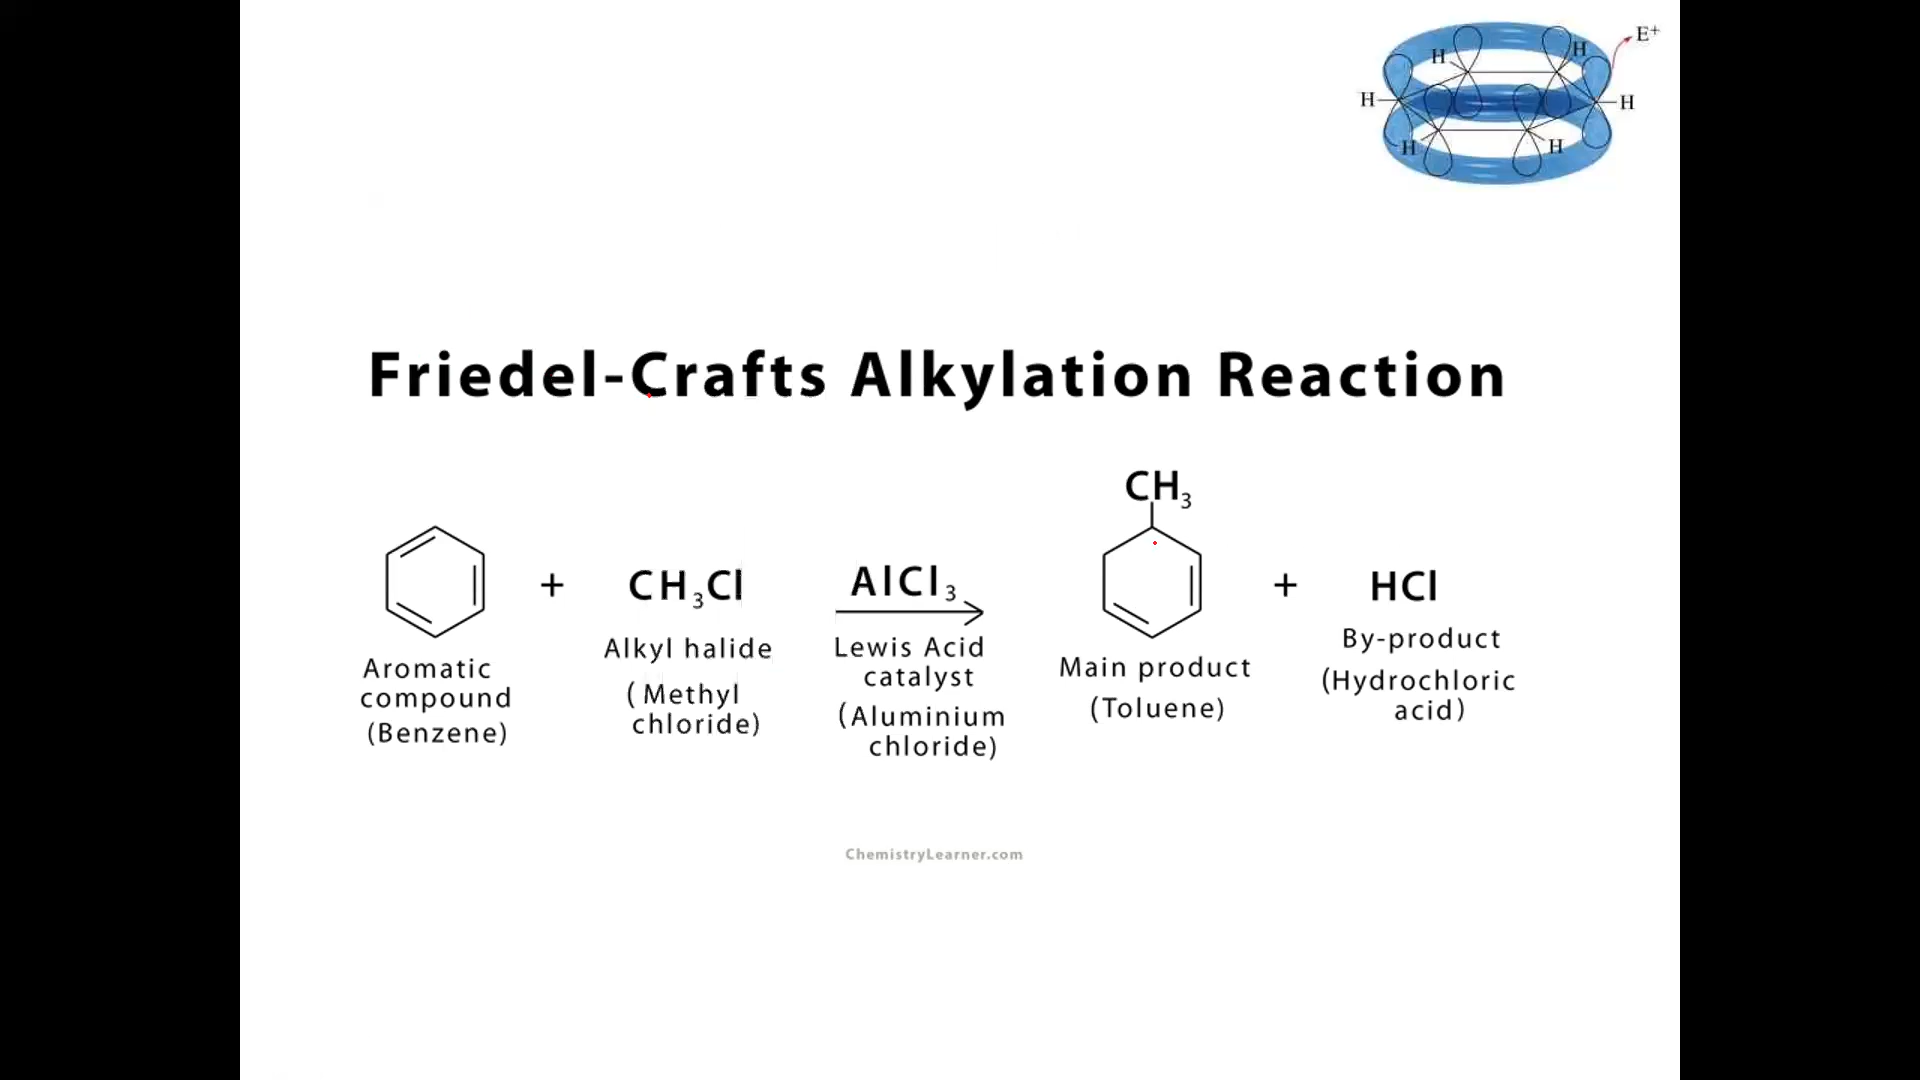 E⁺
H H
H H
H H
Friedel-Crafts Alkylation Reaction
CH₃
+ CH₃Cl AlCl₃ + HCl
Aromatic
compound
(Benzene)
Alkyl halide
( Methyl
chloride)
Lewis Acid
catalyst
(Aluminium
chloride)
Main product
(Toluene)
By-product
(Hydrochloric
acid)
ChemistryLearner.com